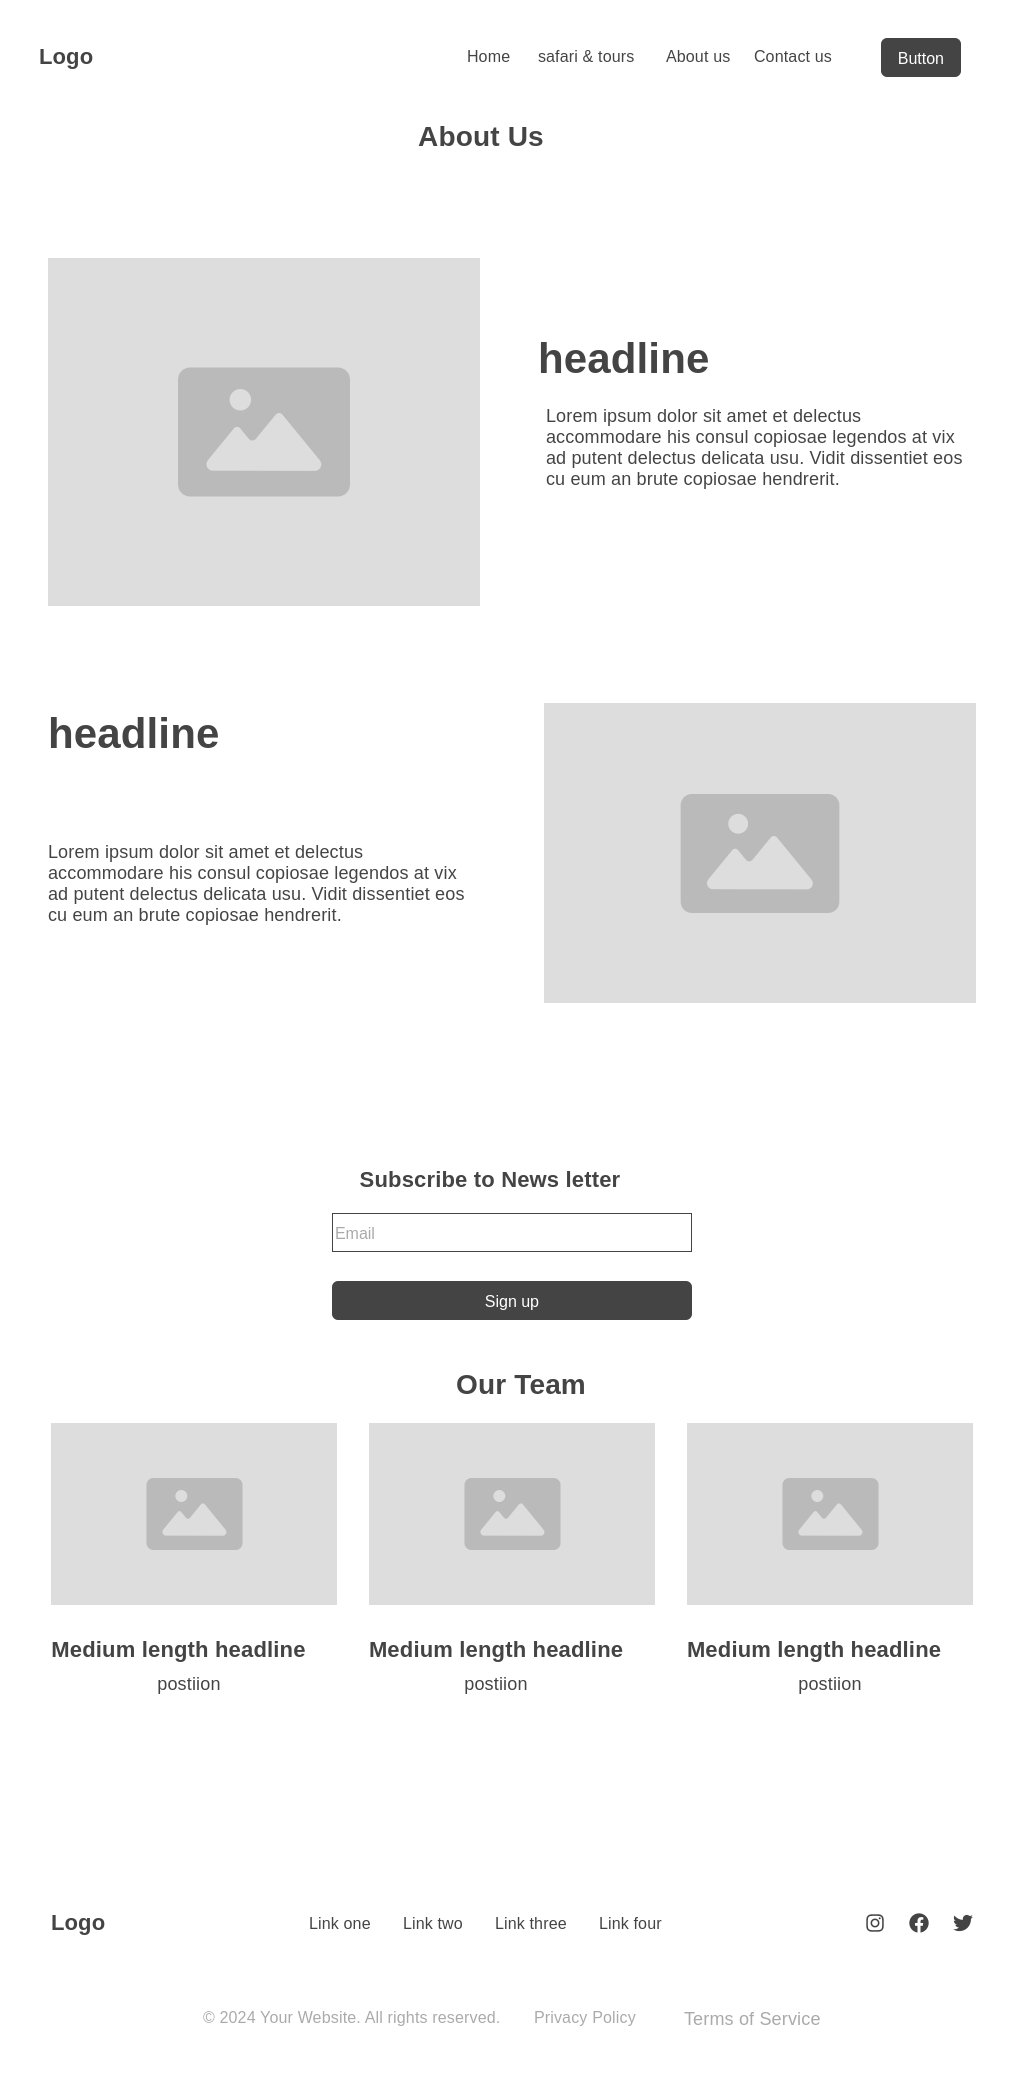 Logo
Home safari & tours About us Contact us Button
About Us
headline
Lorem ipsum dolor sit amet et delectus
accommodare his consul copiosae legendos at vix
ad putent delectus delicata usu. Vidit dissentiet eos
cu eum an brute copiosae hendrerit.
headline
Lorem ipsum dolor sit amet et delectus
accommodare his consul copiosae legendos at vix
ad putent delectus delicata usu. Vidit dissentiet eos
cu eum an brute copiosae hendrerit.
Subscribe to News letter
Email
Sign up
Our Team
Medium length headline
postiion
Medium length headline
postiion
Medium length headline
postiion
Logo
Link one Link two Link three Link four
© 2024 Your Website. All rights reserved. Privacy Policy Terms of Service